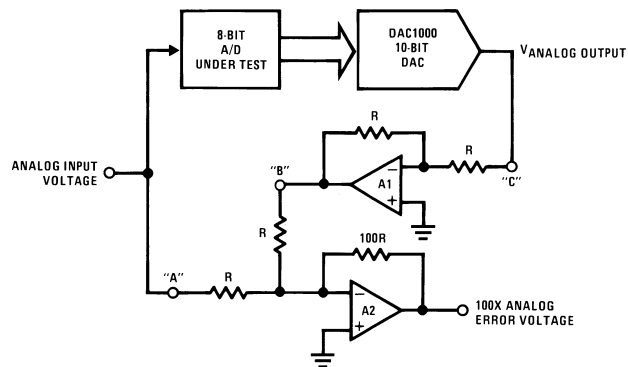 8-BIT
A/D
UNDER TEST
DAC1000
10-BIT
DAC
VANALOG OUTPUT
R
R
ANALOG INPUT
VOLTAGE
"B"
−
A1
+
"C"
R
100R
"A"
R
−
A2
+
100X ANALOG
ERROR VOLTAGE